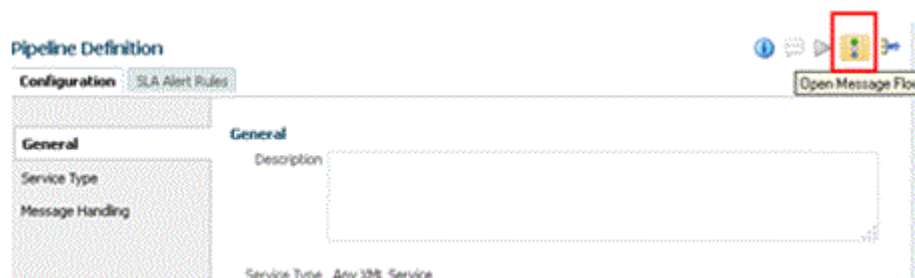 Pipeline Definition
Configuration SLA Alert Rules
Open Message Flo
General
Service Type
Message Handling
General
Description
Service Type Any XML Service